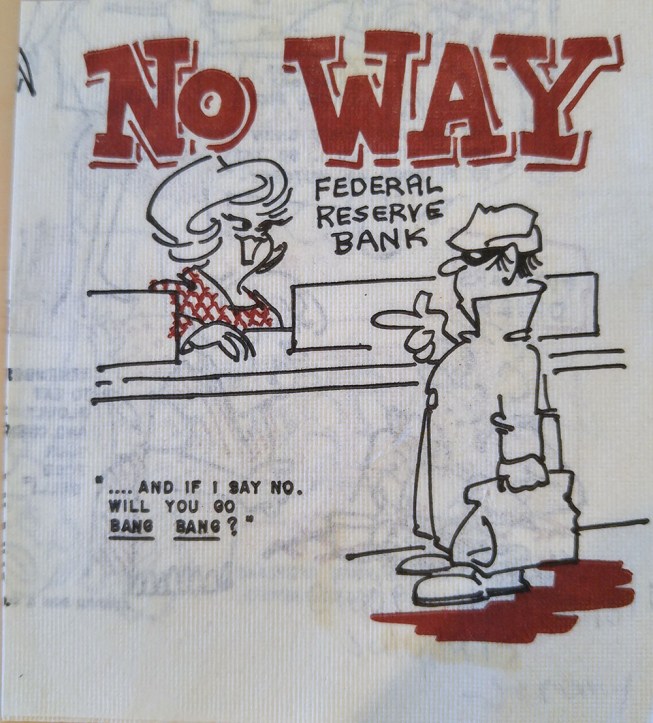 NO WAY
FEDERAL
RESERVE
BANK
"....AND IF I SAY NO.
WILL YOU GO
BANG BANG?"